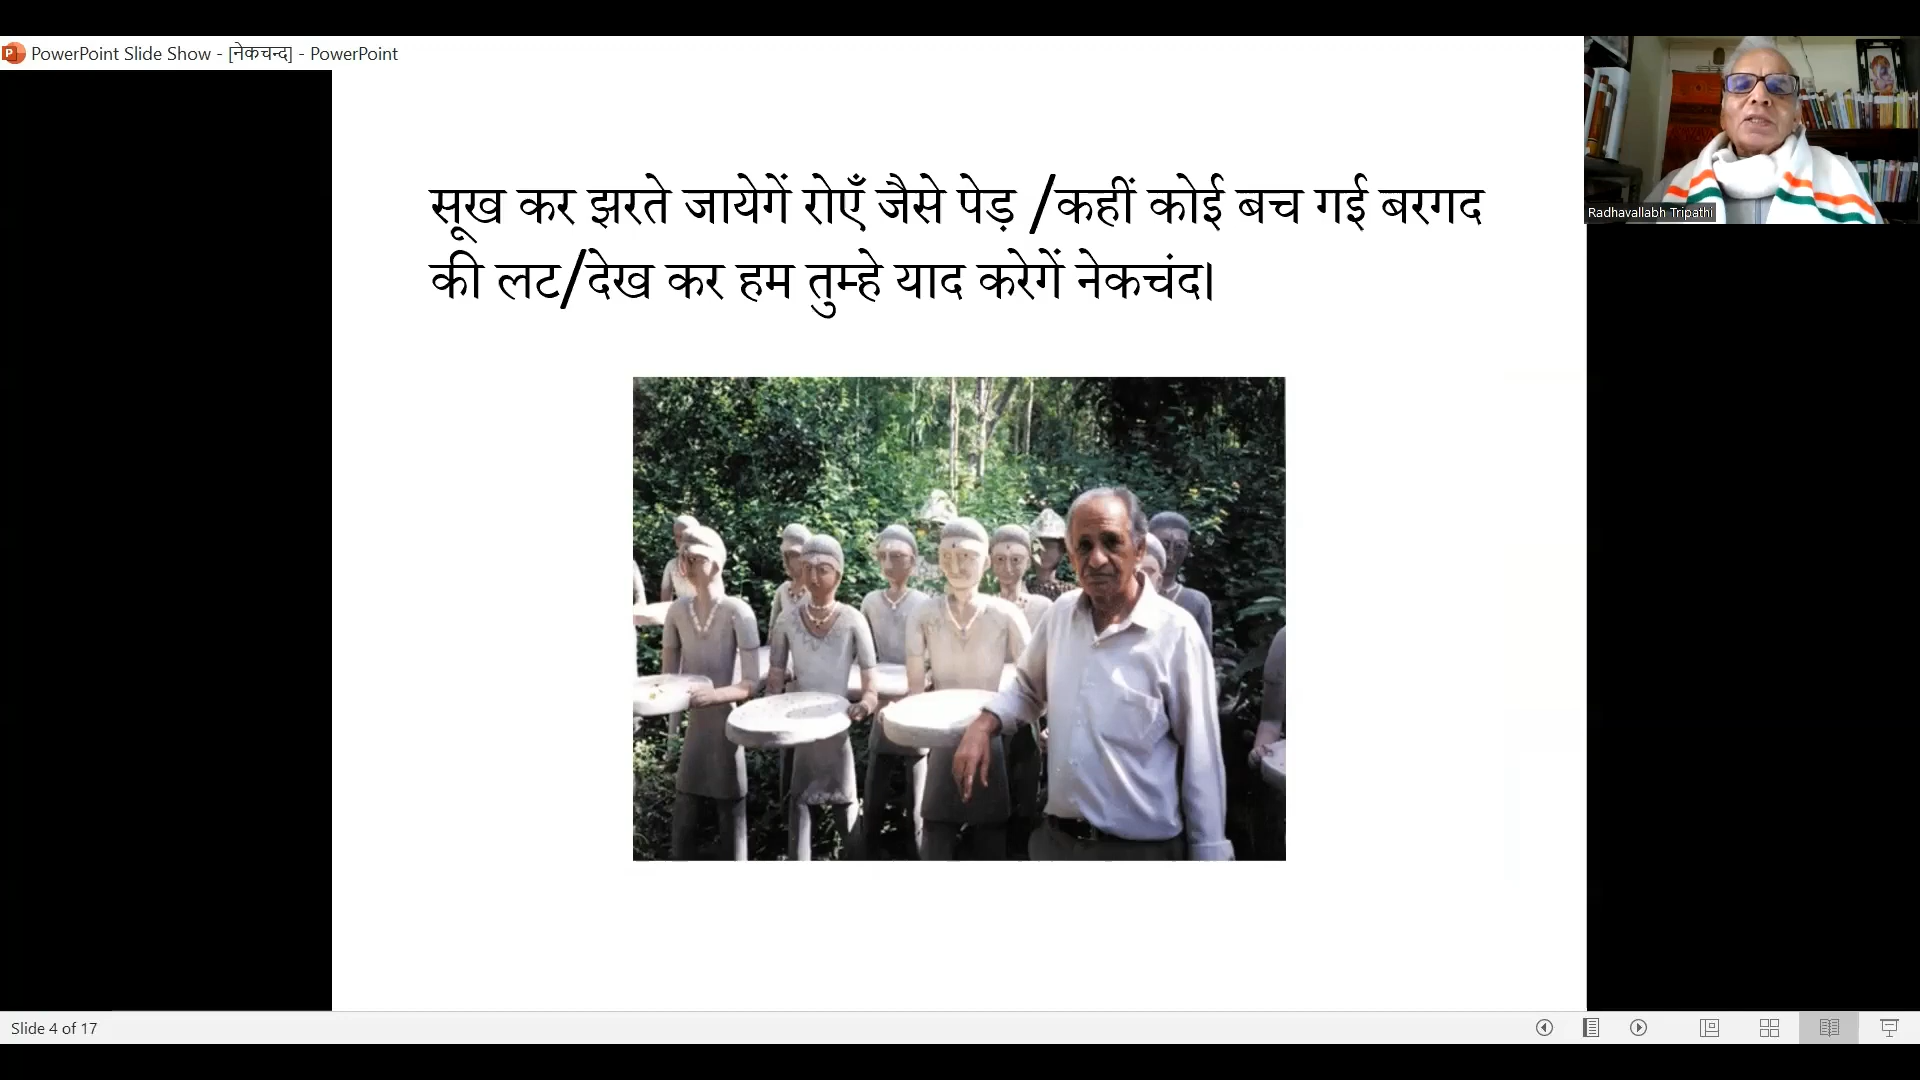 PowerPoint Slide Show - [नेकचन्द] - PowerPoint
Radhavallabh Tripathi
सूख कर झरते जायेगें रोएँ जैसे पेड़ /कहीं कोई बच गई बरगद
की लट/देख कर हम तुम्हे याद करेगें नेकचंद।
Slide 4 of 17